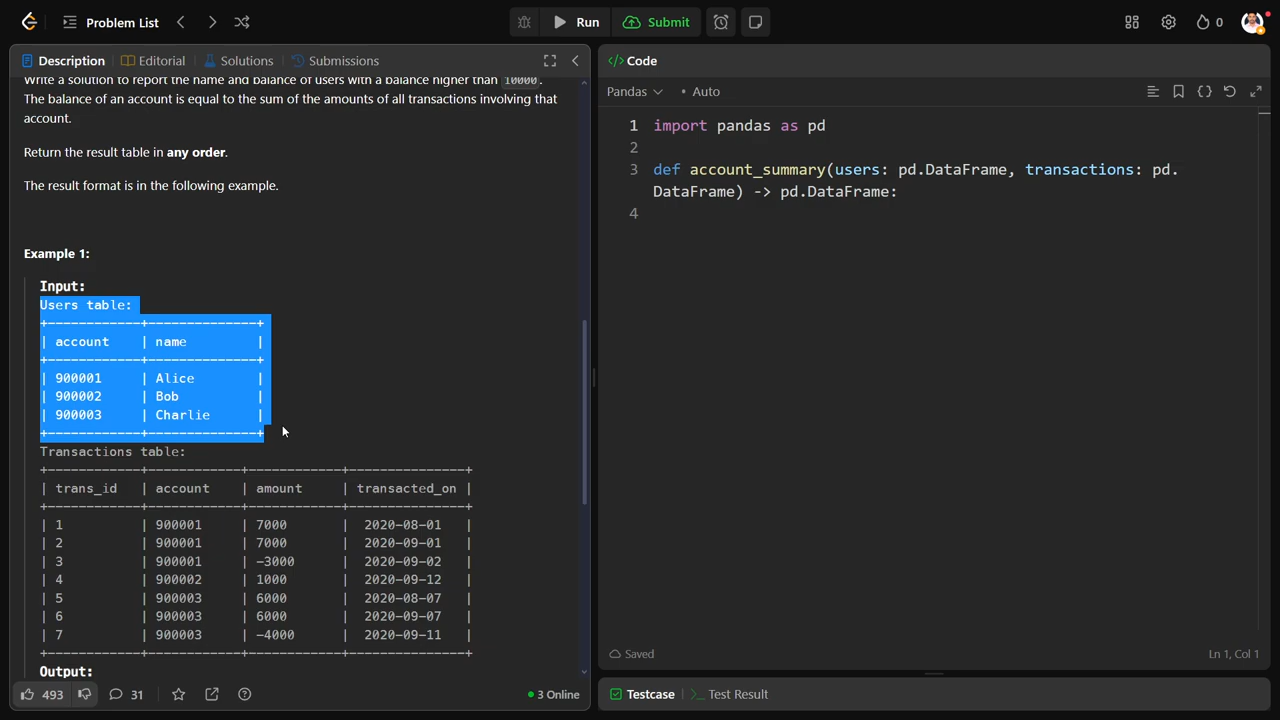 Problem List
Run
Submit
0
Description
Editorial
Solutions
Submissions
Write a solution to report the name and balance of users with a balance higher than 10000.
The balance of an account is equal to the sum of the amounts of all transactions involving that
account.
Return the result table in any order.
The result format is in the following example.
Example 1:
Input:
Users table:
+------------+--------------+
| account    | name         |
+------------+--------------+
| 900001     | Alice        |
| 900002     | Bob          |
| 900003     | Charlie      |
+------------+--------------+
Transactions table:
+------------+------------+------------+---------------+
| trans_id   | account    | amount     | transacted_on |
+------------+------------+------------+---------------+
| 1          | 900001     | 7000       |  2020-08-01   |
| 2          | 900001     | 7000       |  2020-09-01   |
| 3          | 900001     | -3000      |  2020-09-02   |
| 4          | 900002     | 1000       |  2020-09-12   |
| 5          | 900003     | 6000       |  2020-08-07   |
| 6          | 900003     | 6000       |  2020-09-07   |
| 7          | 900003     | -4000      |  2020-09-11   |
+------------+------------+------------+---------------+
Output:
493
31
3 Online
</> Code
Pandas
• Auto
1 import pandas as pd
2
3 def account_summary(users: pd.DataFrame, transactions: pd.
DataFrame) -> pd.DataFrame:
4
Saved
Ln 1, Col 1
Testcase
>_ Test Result